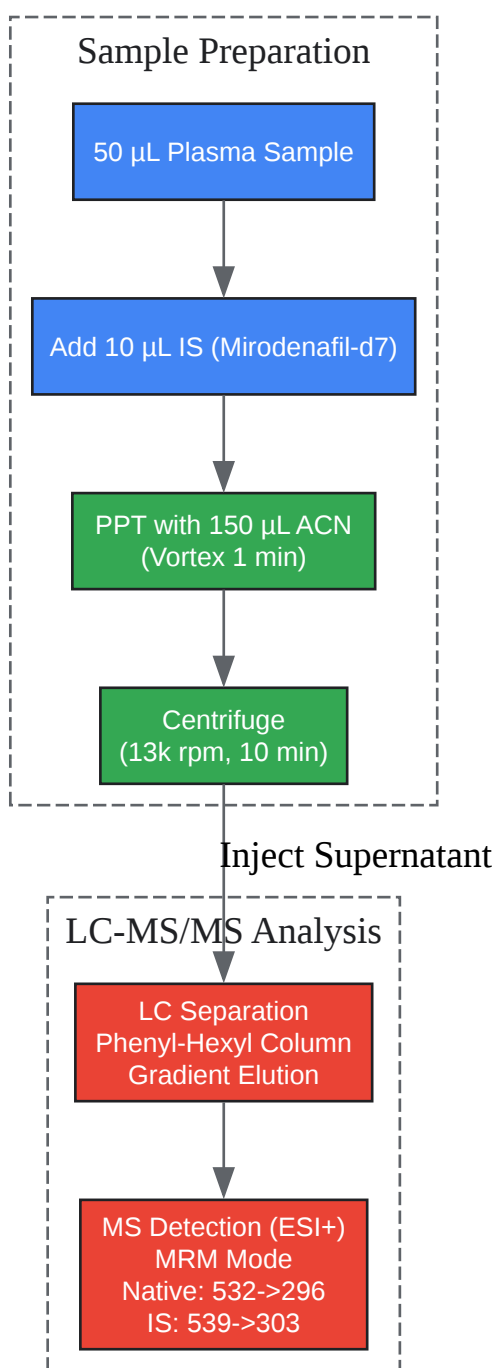 Sample Preparation
50 µL Plasma Sample
Add 10 µL IS (Mirodenafil-d7)
PPT with 150 µL ACN
(Vortex 1 min)
Centrifuge
(13k rpm, 10 min)
Inject Supernatant
LC-MS/MS Analysis
LC Separation
Phenyl-Hexyl Column
Gradient Elution
MS Detection (ESI+)
MRM Mode
Native: 532->296
IS: 539->303